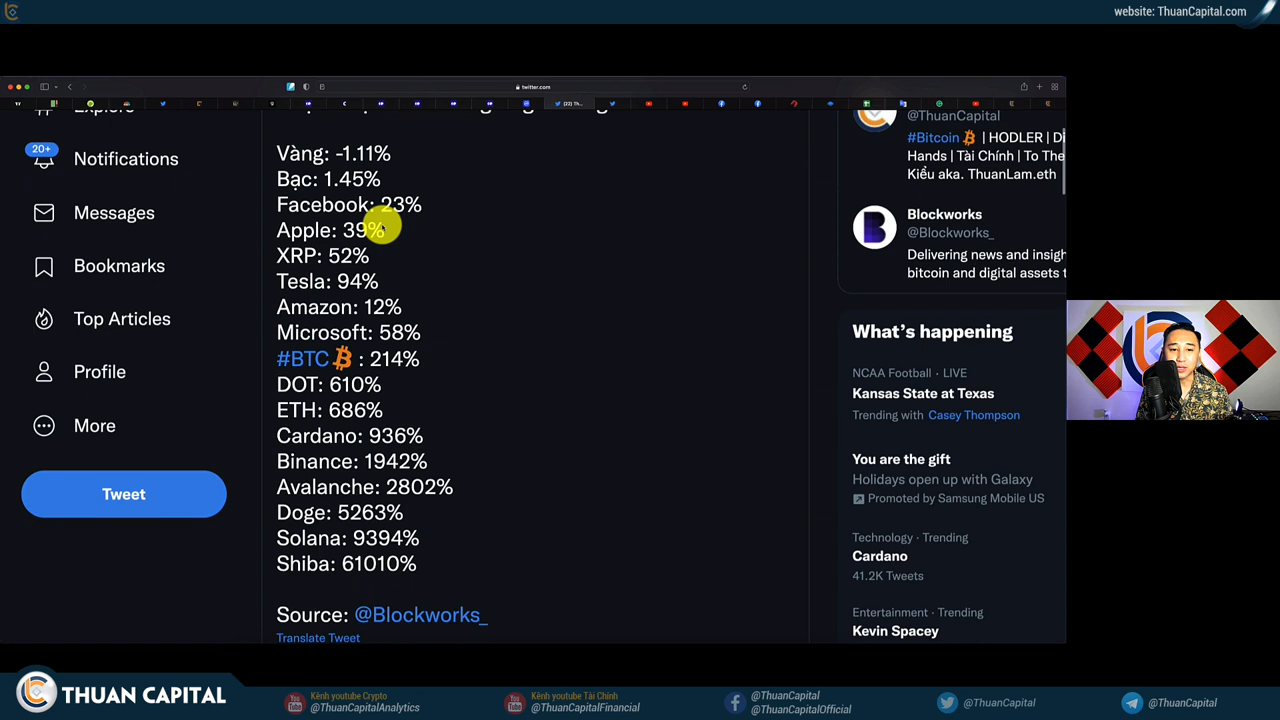 website: ThuanCapital.com
twitter.com
Explore
20+
Notifications
Messages
Bookmarks
Top Articles
Profile
More
Tweet
Vàng: -1.11%
Bạc: 1.45%
Facebook: 23%
Apple: 39%
XRP: 52%
Tesla: 94%
Amazon: 12%
Microsoft: 58%
#BTC : 214%
DOT: 610%
ETH: 686%
Cardano: 936%
Binance: 1942%
Avalanche: 2802%
Doge: 5263%
Solana: 9394%
Shiba: 61010%
Source: @Blockworks_
Translate Tweet
@ThuanCapital
#Bitcoin | HODLER | Di
Hands | Tài Chính | To The
Kiều aka. ThuanLam.eth
Blockworks
@Blockworks_
Delivering news and insigh
bitcoin and digital assets t
What's happening
NCAA Football · LIVE
Kansas State at Texas
Trending with Casey Thompson
You are the gift
Holidays open up with Galaxy
Promoted by Samsung Mobile US
Technology · Trending
Cardano
41.2K Tweets
Entertainment · Trending
Kevin Spacey
THUAN CAPITAL
Kênh youtube Crypto
@ThuanCapitalAnalytics
Kênh youtube Tài Chính
@ThuanCapitalFinancial
@ThuanCapital
@ThuanCapitalOfficial
@ThuanCapital
@ThuanCapital